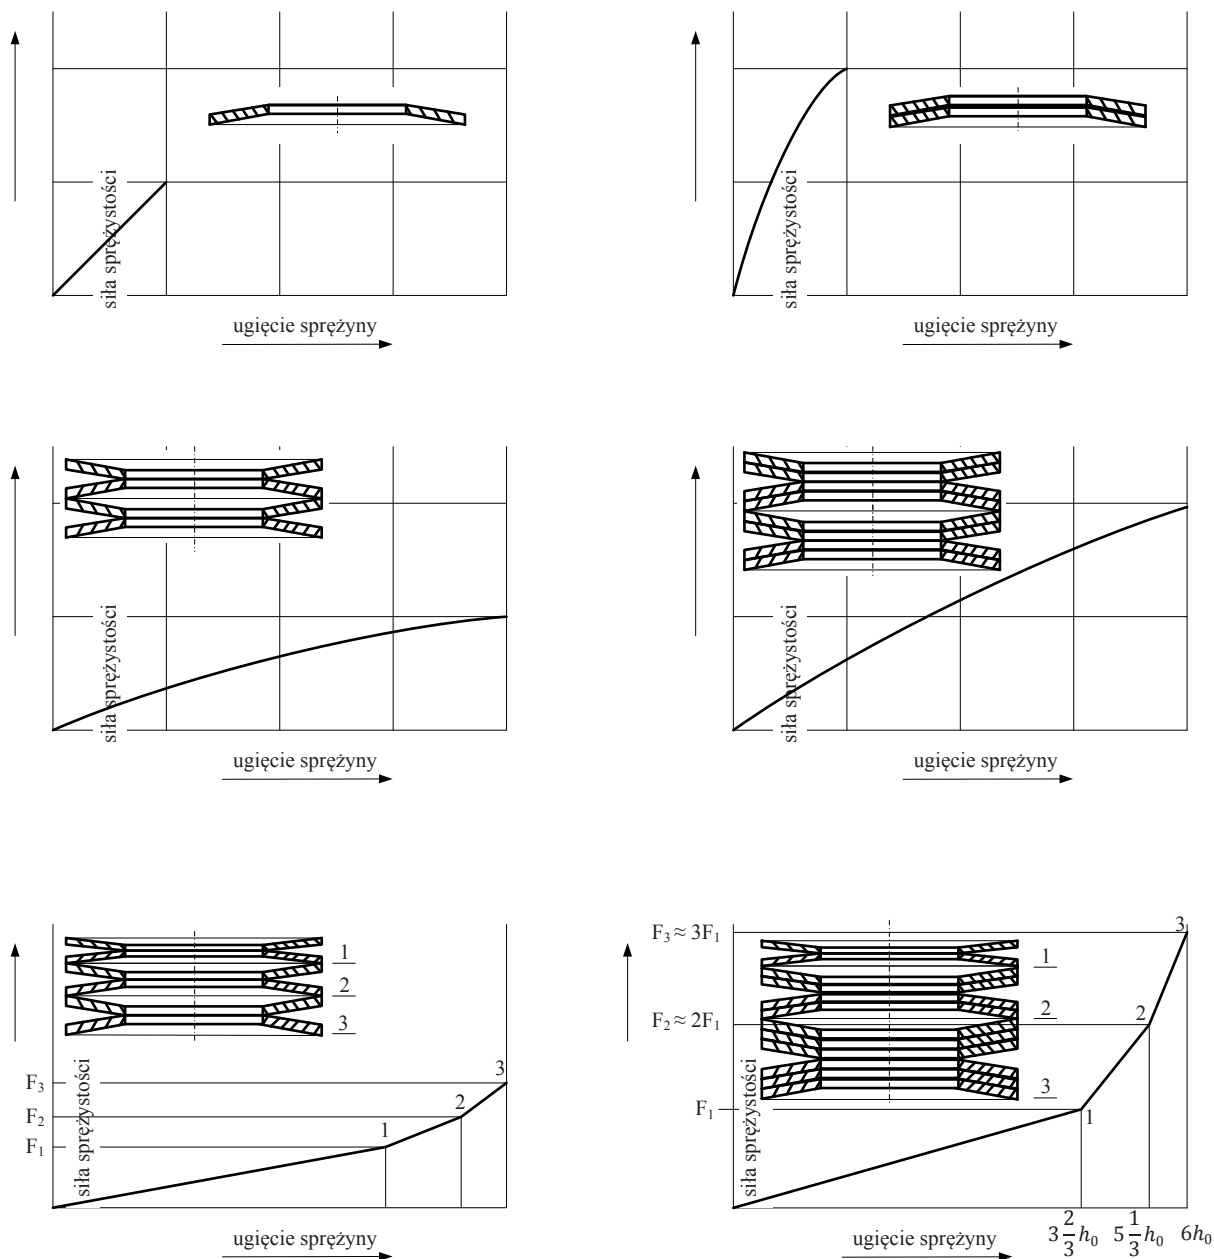 siła sprężystości
ugięcie sprężyny
siła sprężystości
ugięcie sprężyny
siła sprężystości
ugięcie sprężyny
siła sprężystości
ugięcie sprężyny
1
2
3
F₃
F₂
F₁
1
2
3
siła sprężystości
ugięcie sprężyny
F₃ ≈ 3F₁
F₂ ≈ 2F₁
F₁
1
2
3
1
2
3
siła sprężystości
3 2/3 h₀ 5 1/3 h₀ 6h₀
ugięcie sprężyny